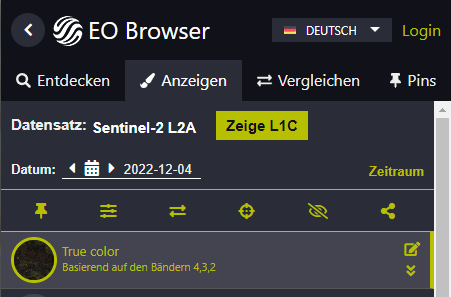 EO Browser
DEUTSCH
Login
Entdecken
Anzeigen
Vergleichen
Pins
Datensatz: Sentinel-2 L2A
Zeige L1C
Datum: 2022-12-04
Zeitraum
True color
Basierend auf den Bändern 4,3,2